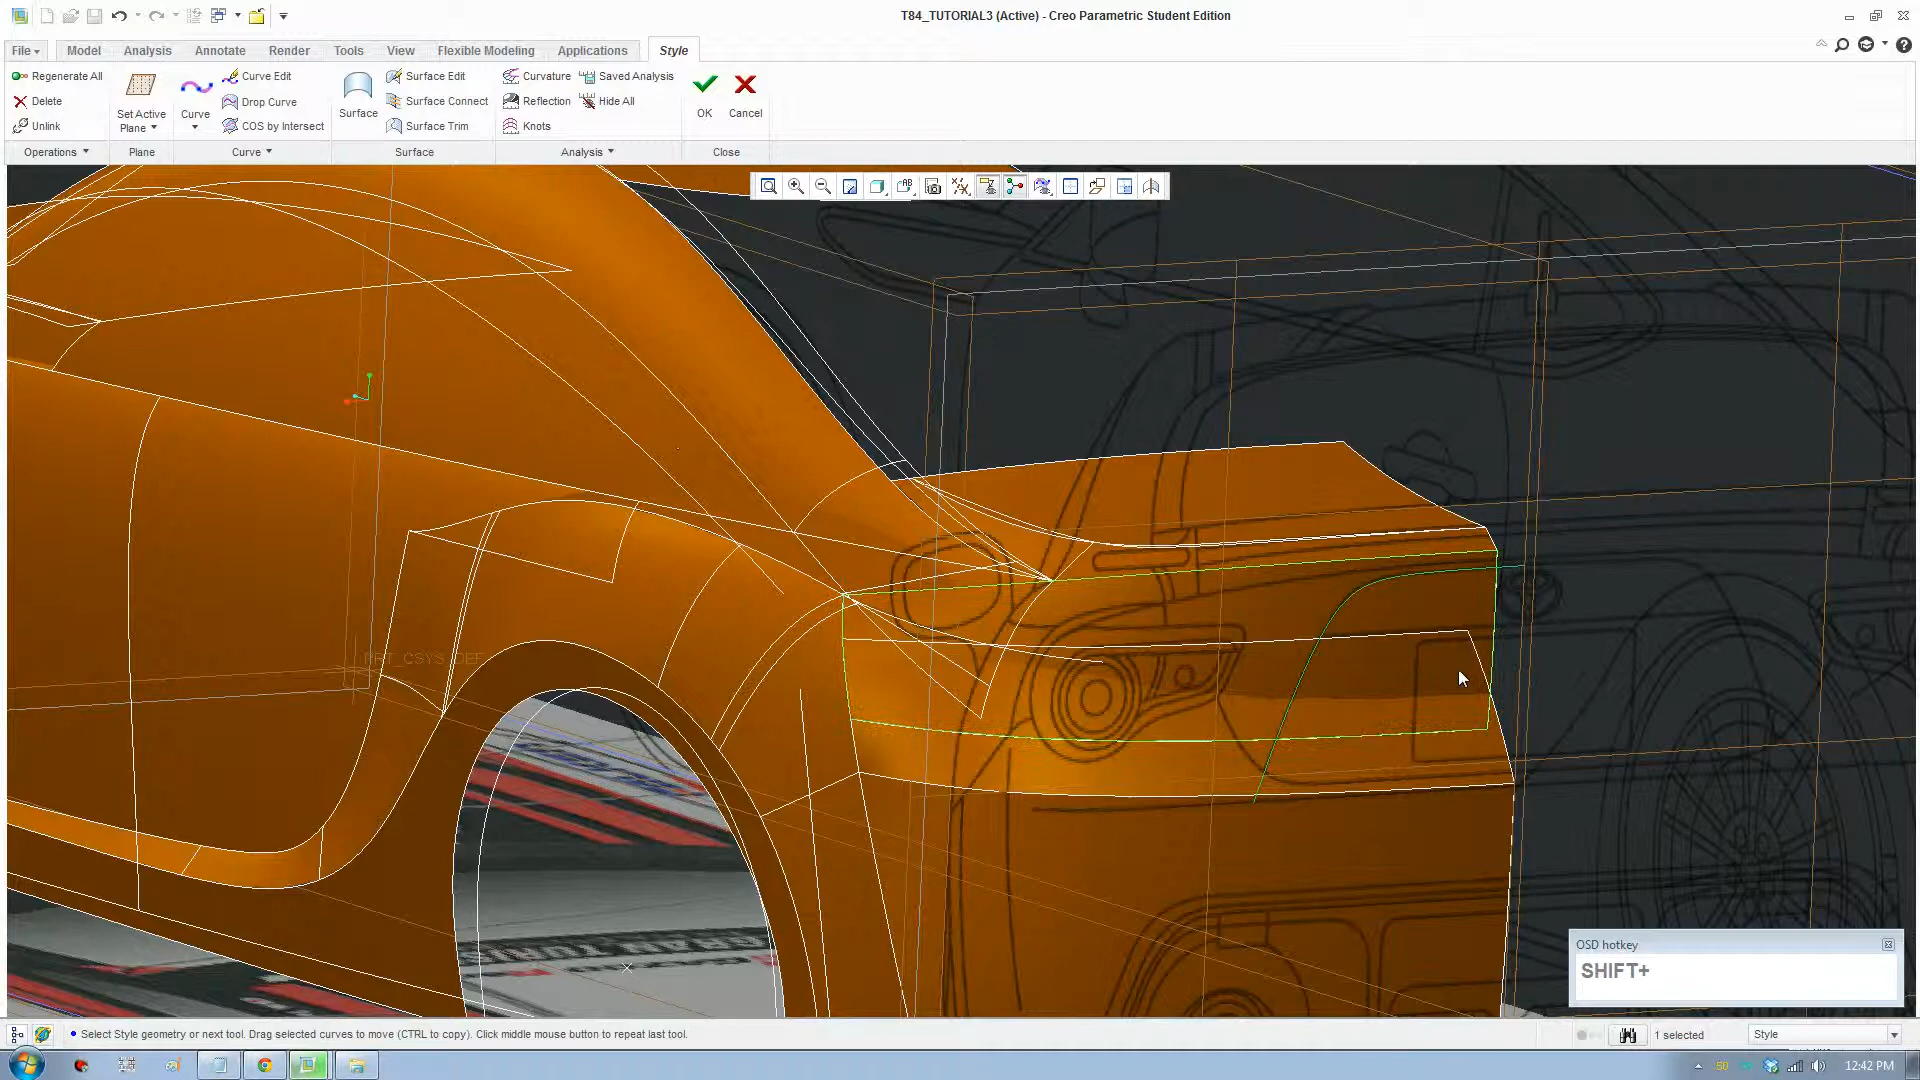 T84_TUTORIAL3 (Active) - Creo Parametric Student Edition
File
Model
Analysis
Annotate
Render
Tools
View
Flexible Modeling
Applications
Style
Regenerate All
Delete
Unlink
Operations
Set Active
Plane
Plane
Curve
Curve Edit
Drop Curve
COS by Intersect
Curve
Surface
Surface Edit
Surface Connect
Surface Trim
Surface
Curvature
Reflection
Knots
Saved Analysis
Hide All
Analysis
OK
Cancel
Close
PRT_CSYS_DEF
OSD hotkey
SHIFT+
Select Style geometry or next tool. Drag selected curves to move (CTRL to copy). Click middle mouse button to repeat last tool.
1 selected
Style
50
12:42 PM